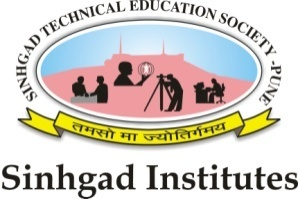 SINHGAD TECHNICAL EDUCATION SOCIETY - PUNE
तमसो मा ज्योतिर्गमय
Sinhgad Institutes